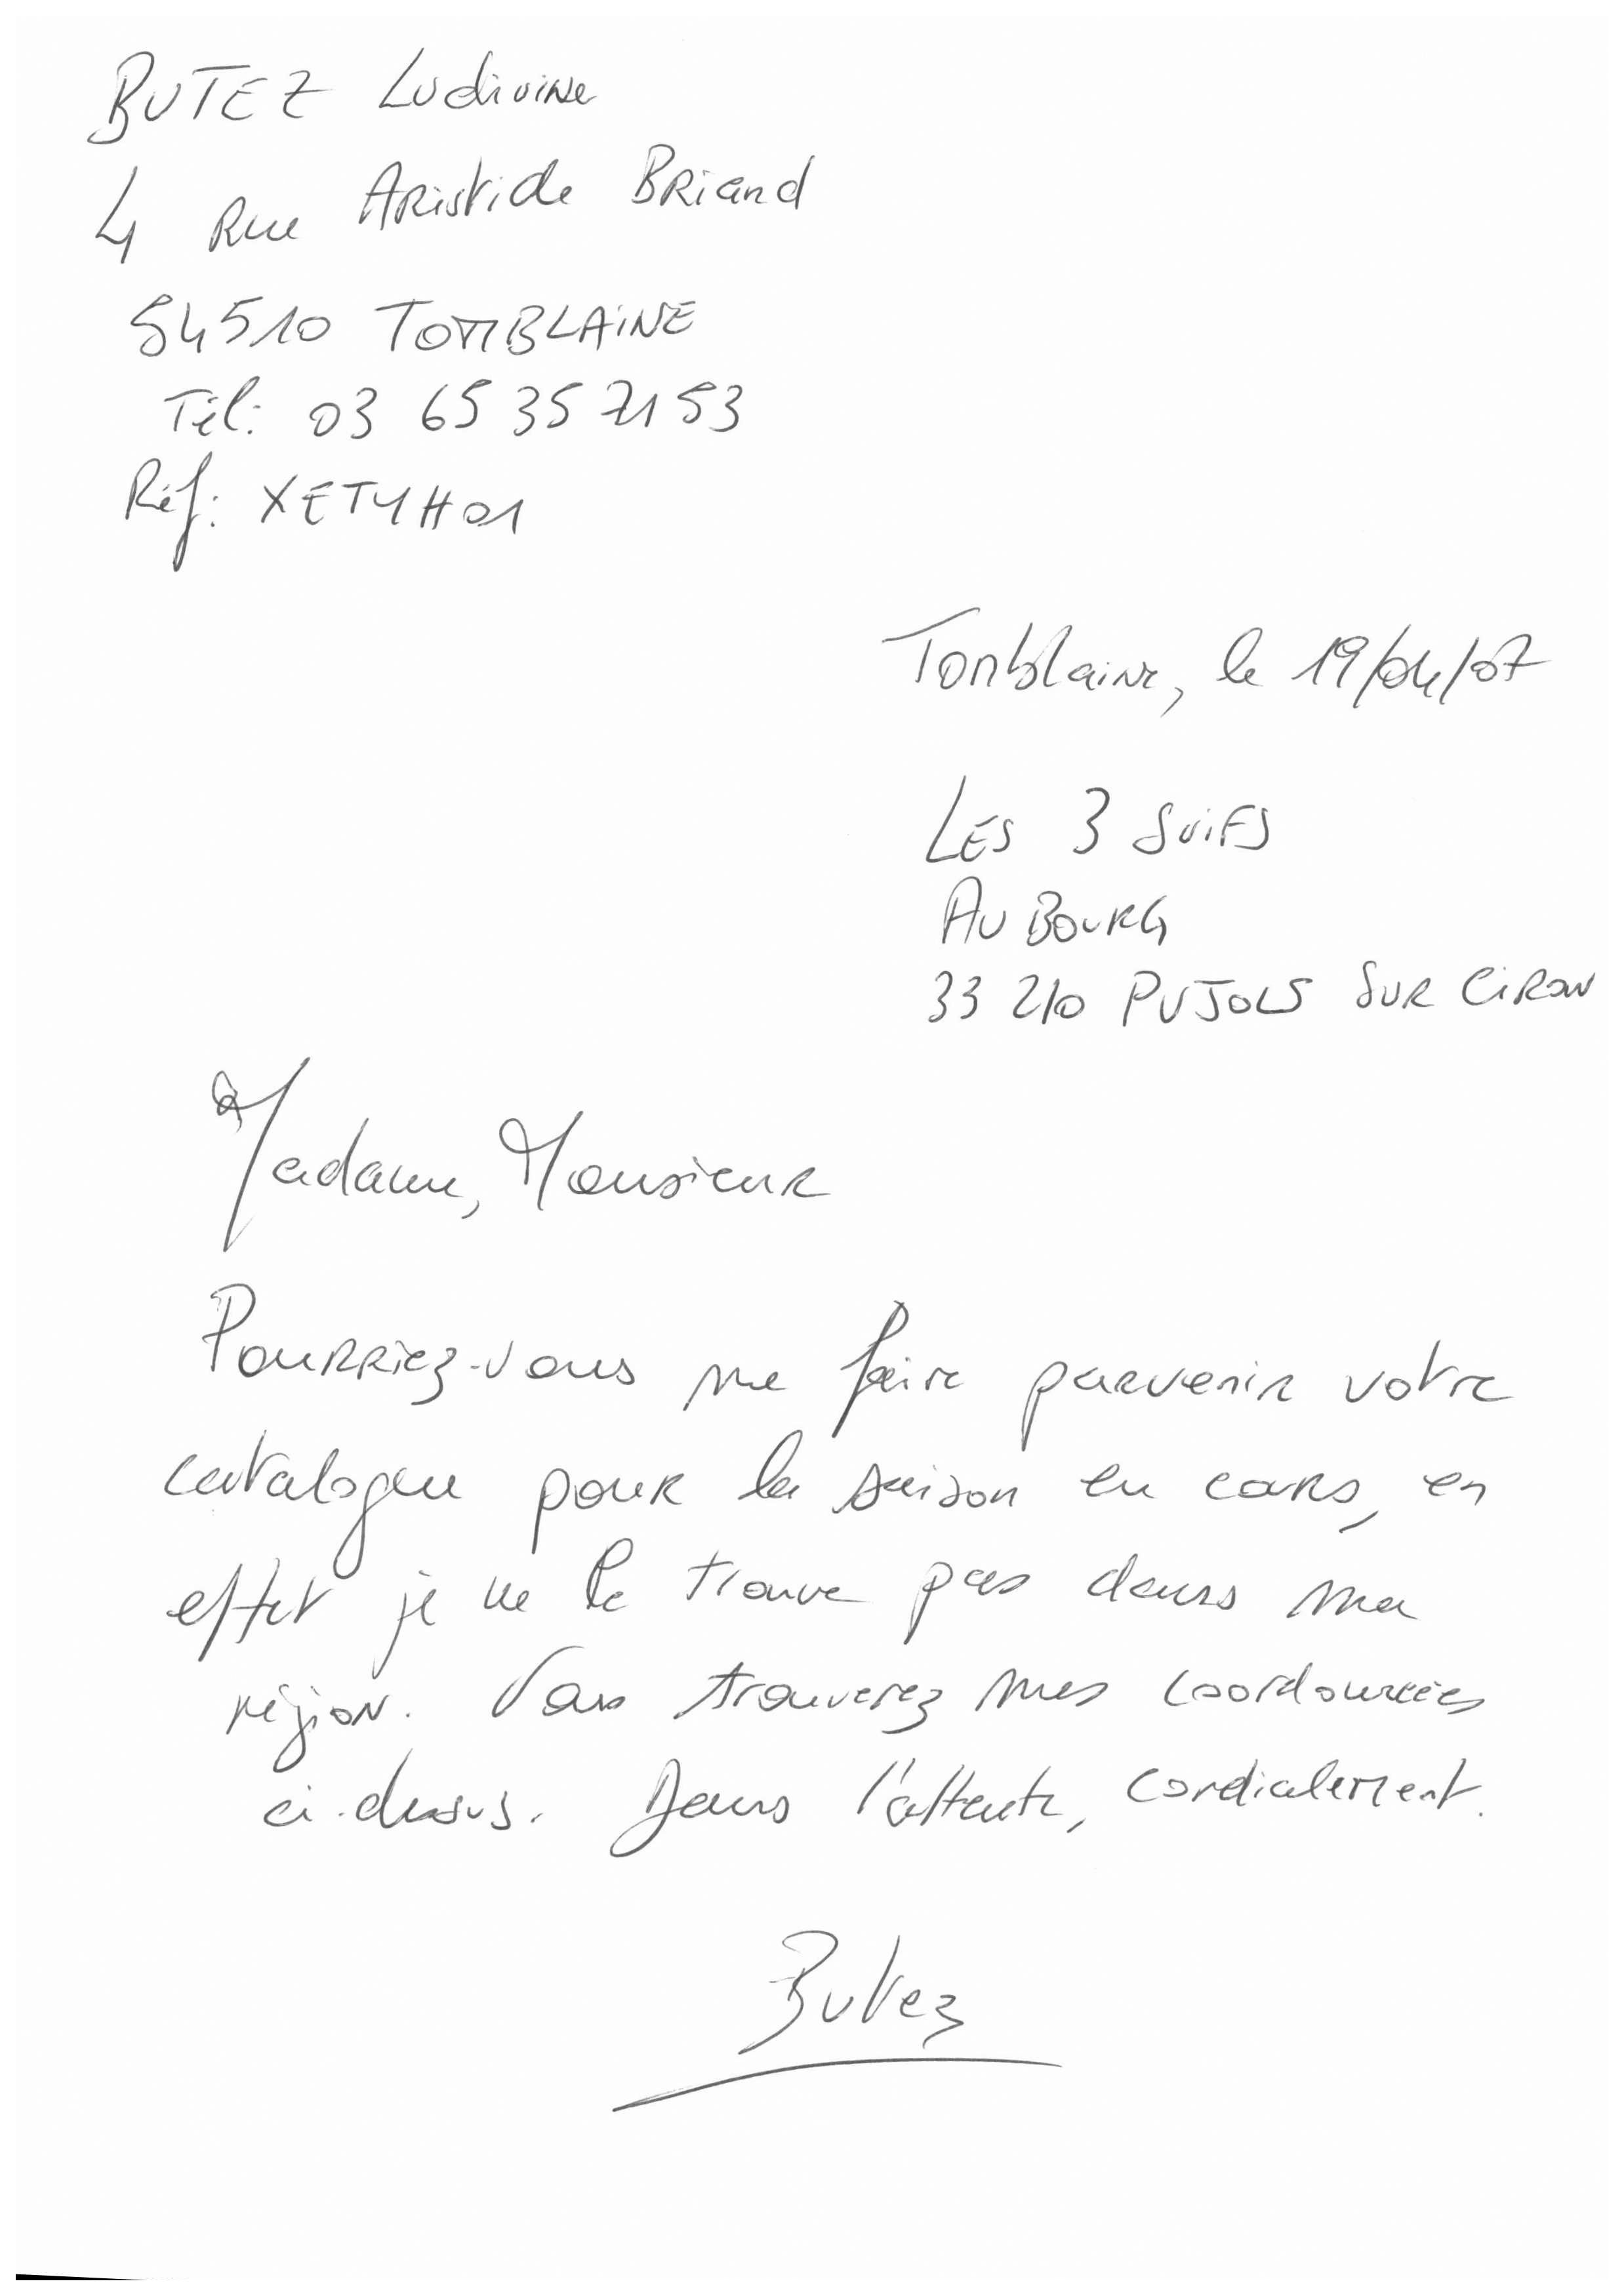 BUTEZ Ludivine
4 Rue Aristide Briand
54510 TOMBLAINE
Tél: 03 65 35 71 53
Réf: XETYH01
Tonblaine, le 19/04/07
LES 3 SUIFS
AU BOURG
33 210 PUJOLS SUR CIRON
Madame, Monsieur
Pourriez-vous me faire parvenir votre
catalogue pour la saison en cours, en
effet je ne le trouve pas dans ma
région. Vous trouverez mes coordonnées
ci-dessus. Dans l'attente, cordialement.
Butez